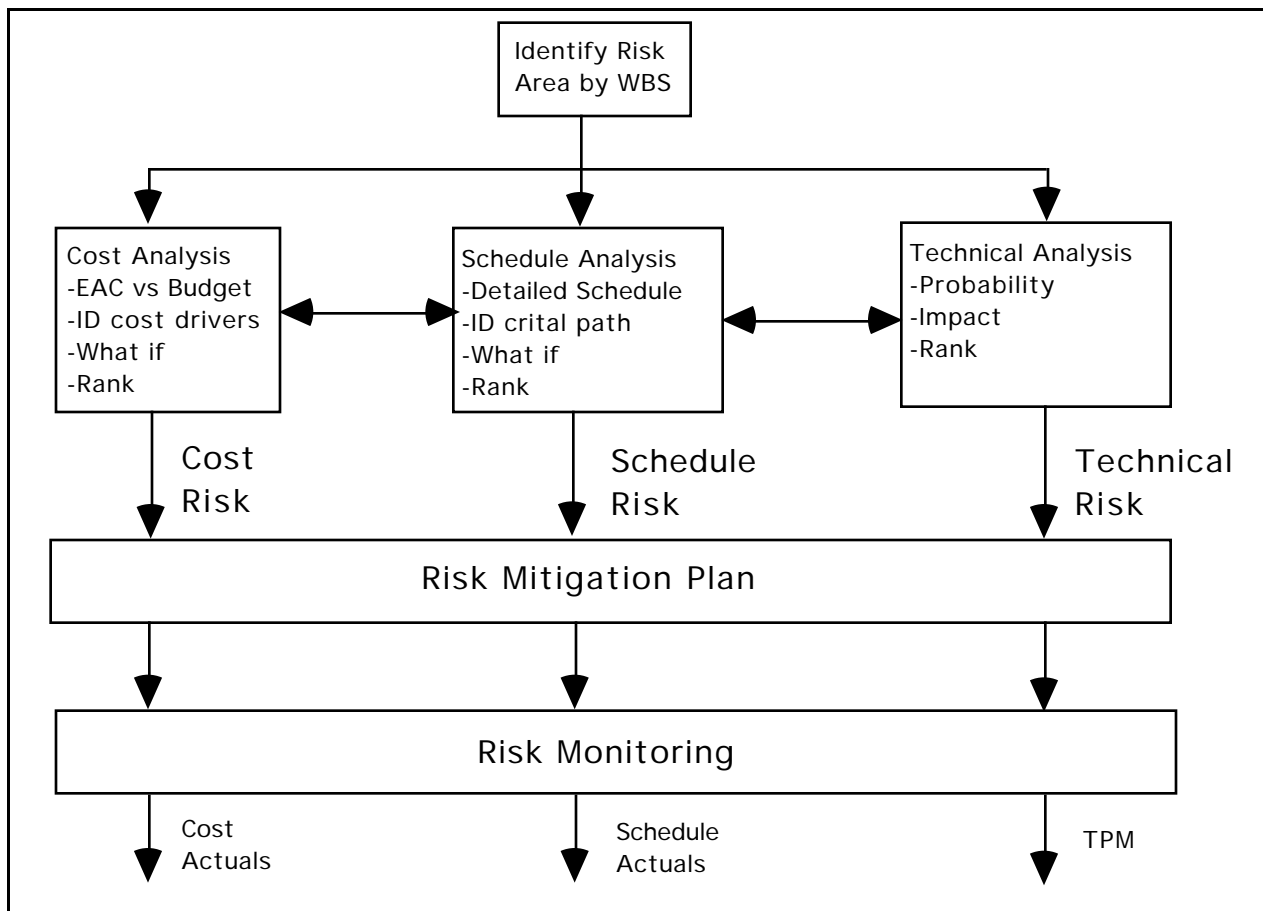 Identify Risk
Area by WBS
Cost Analysis
-EAC vs Budget
-ID cost drivers
-What if
-Rank
Schedule Analysis
-Detailed Schedule
-ID crital path
-What if
-Rank
Technical Analysis
-Probability
-Impact
-Rank
Cost
Risk
Schedule
Risk
Technical
Risk
Risk Mitigation Plan
Risk Monitoring
Cost
Actuals
Schedule
Actuals
TPM